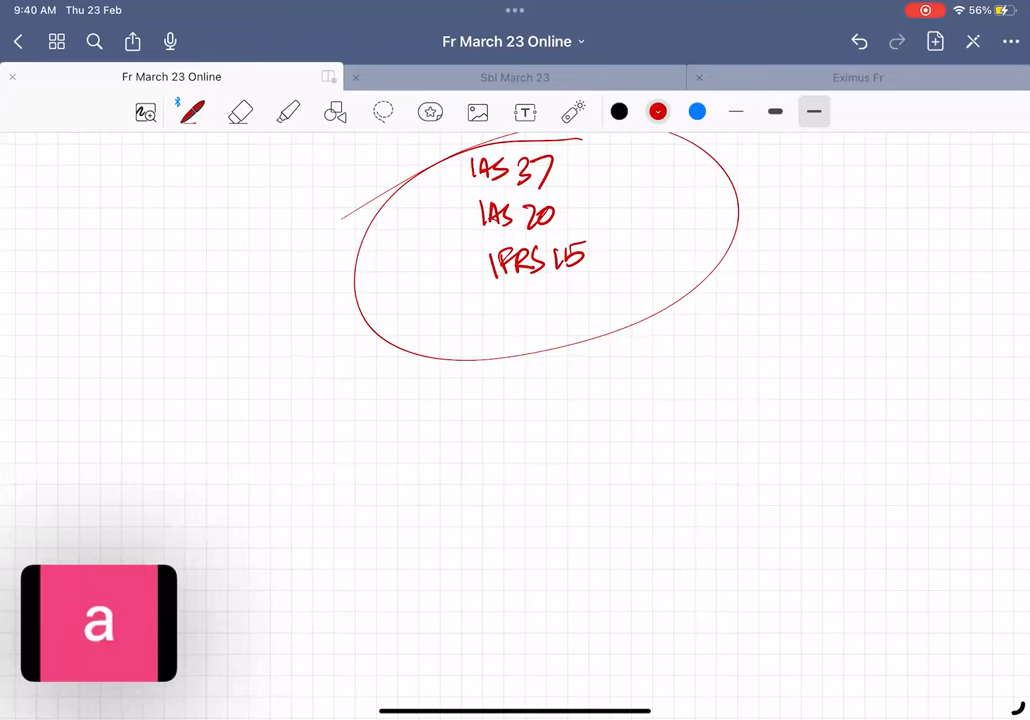 9:40 AM Thu 23 Feb 56%
Fr March 23 Online
Fr March 23 Online Sbl March 23 Eximus Fr
T
IAS 37
IAS 20
IFRS 15
a